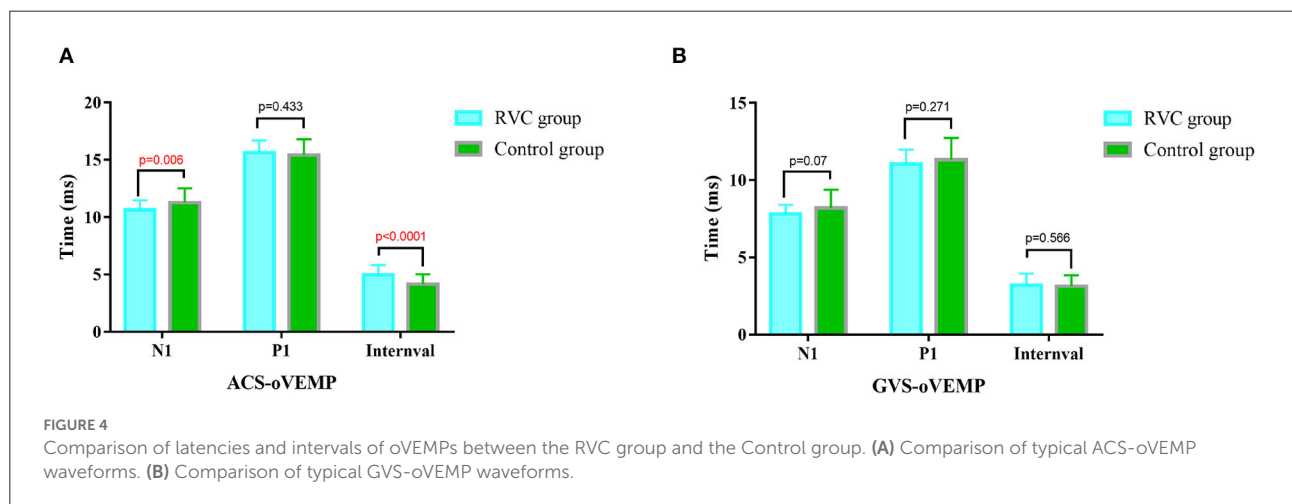 A
Time (ms)
20
15
10
5
0
p=0.006
p=0.433
p<0.0001
RVC group
Control group
N1
P1
Internval
ACS-oVEMP
B
Time (ms)
15
10
5
0
p=0.07
p=0.271
p=0.566
RVC group
Control group
N1
P1
Internval
GVS-oVEMP
FIGURE 4
Comparison of latencies and intervals of oVEMPs between the RVC group and the Control group. (A) Comparison of typical ACS-oVEMP
waveforms. (B) Comparison of typical GVS-oVEMP waveforms.